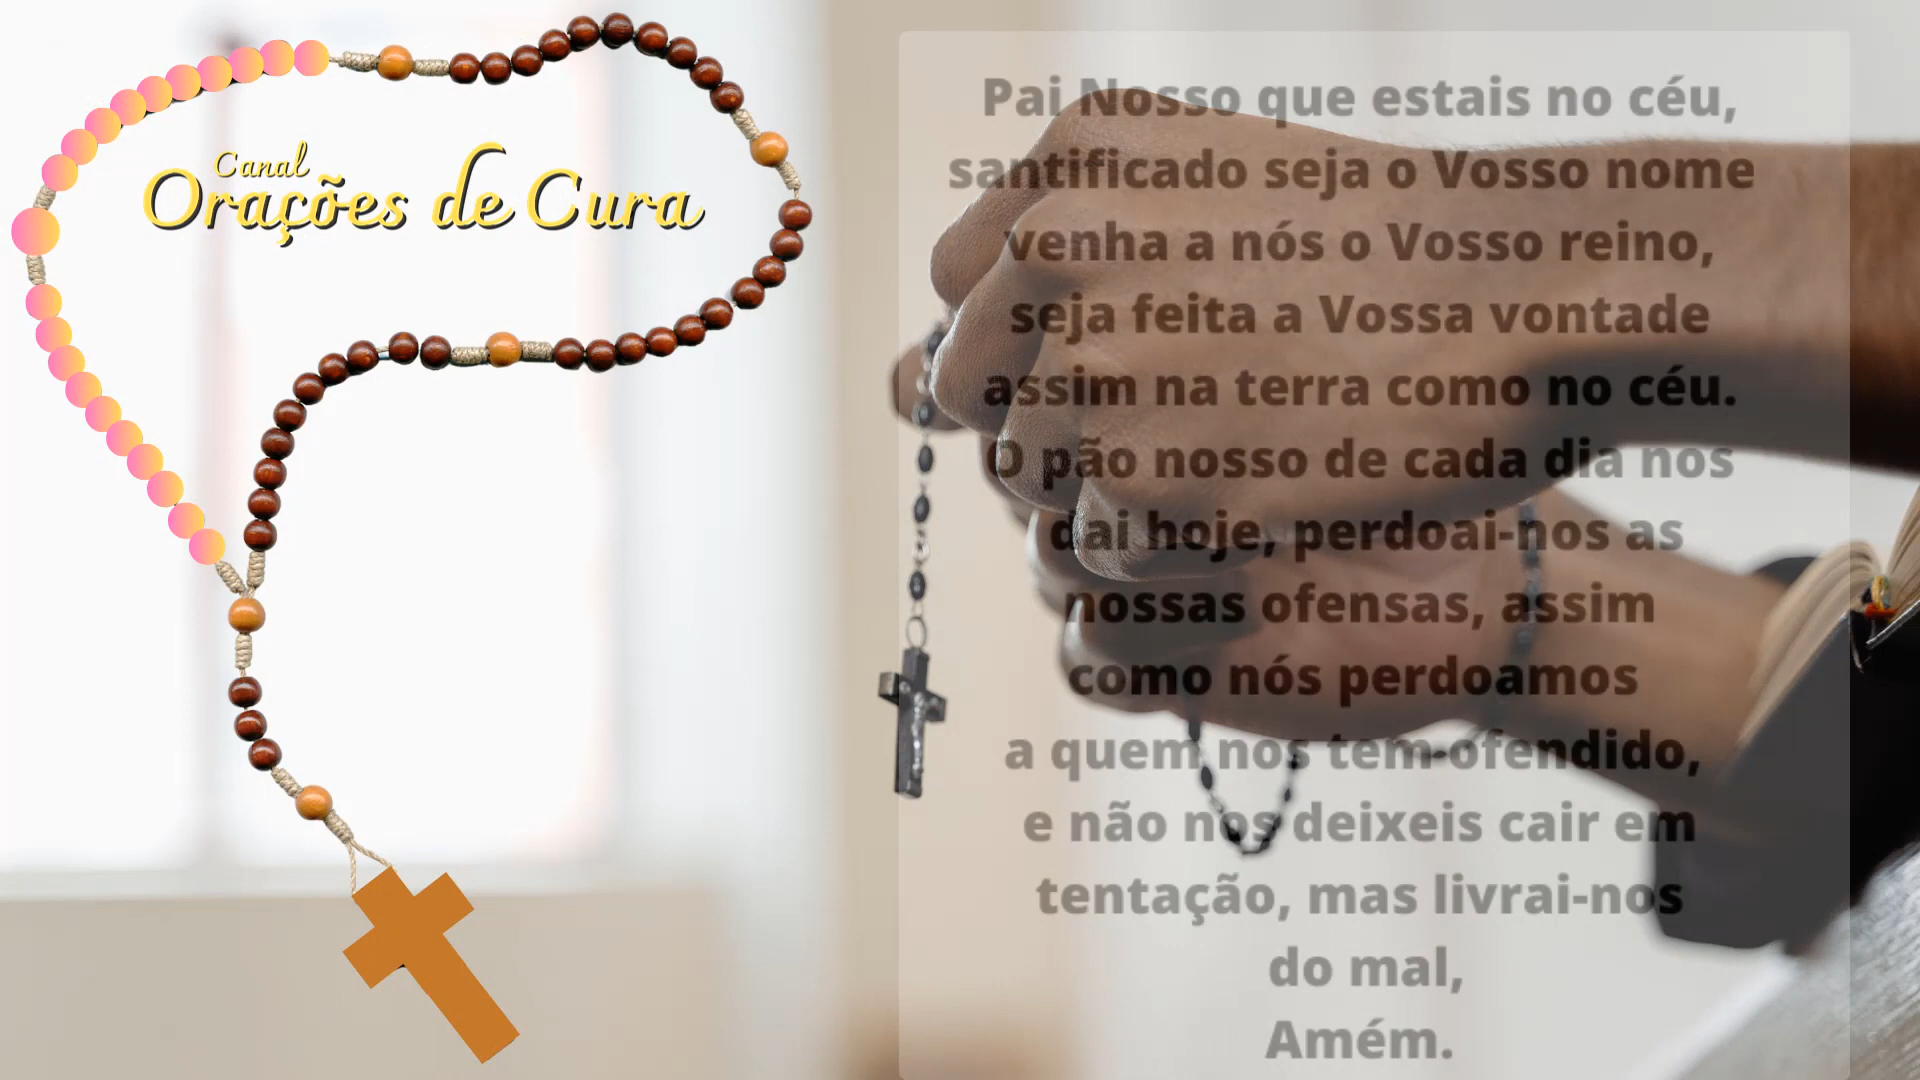 Canal
Orações de Cura
Pai Nosso que estais no céu,
santificado seja o Vosso nome
venha a nós o Vosso reino,
seja feita a Vossa vontade
assim na terra como no céu.
O pão nosso de cada dia nos
dai hoje, perdoai-nos as
nossas ofensas, assim
como nós perdoamos
a quem nos tem ofendido,
e não nos deixeis cair em
tentação, mas livrai-nos
do mal,
Amém.